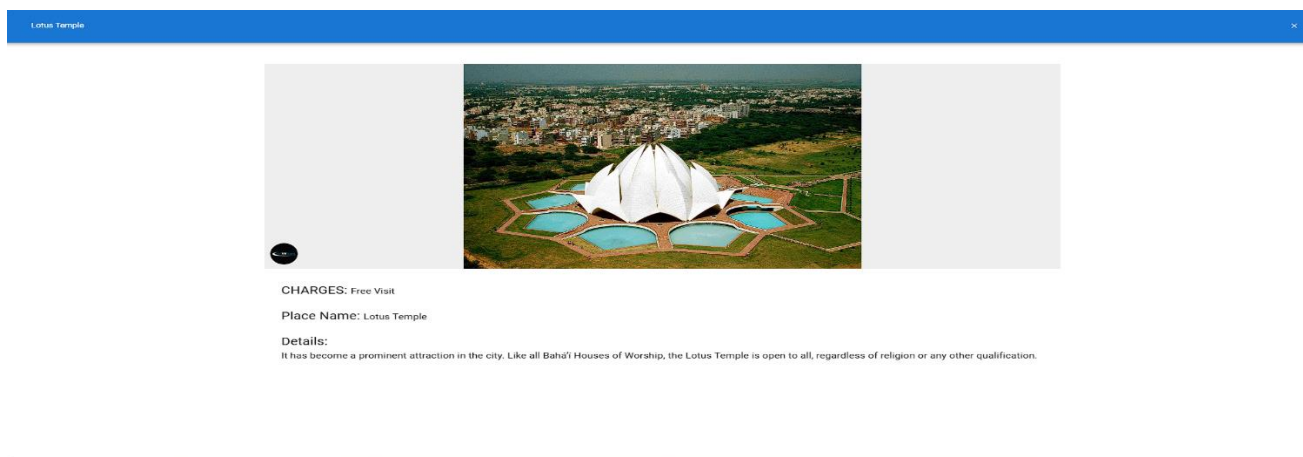 Lotus Temple
×
CHARGES: Free Visit
Place Name: Lotus Temple
Details:
It has become a prominent attraction in the city. Like all Bahá'í Houses of Worship, the Lotus Temple is open to all, regardless of religion or any other qualification.